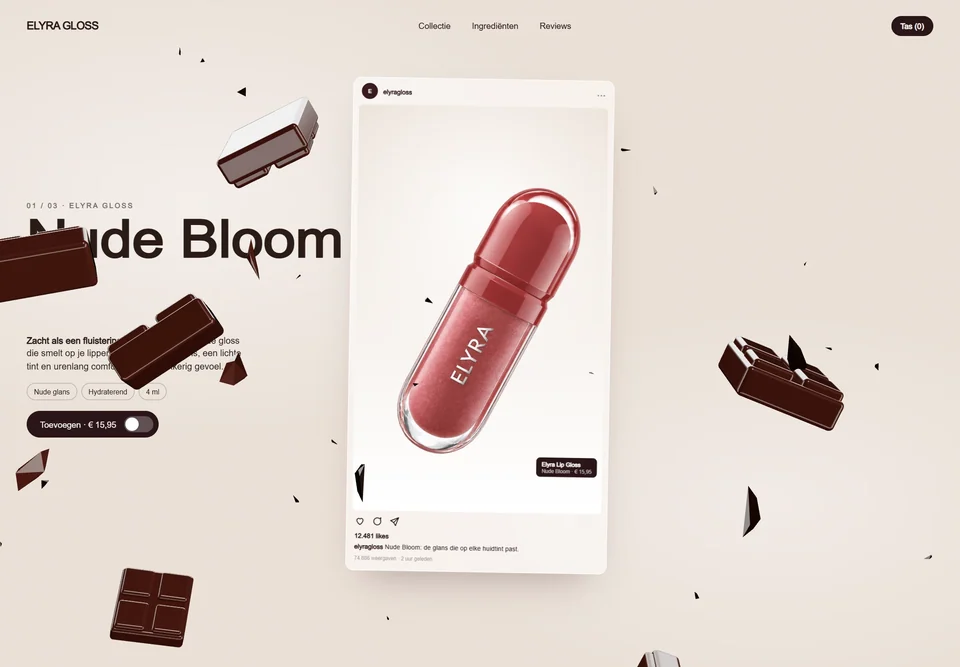 ELYRA GLOSS
Collectie
Ingrediënten
Reviews
Tas (0)
E
elyragloss
...
01 / 03 · ELYRA GLOSS
Nude Bloom
Zacht als een gloss
die smelt op je een lichte
tint en urenlang gevoel.
Nude glans
Hydraterend
4 ml
Toevoegen · € 15,95
ELYRA
Elyra Lip Gloss
Nude Bloom · € 15,95
12.481 likes
elyragloss Nude Bloom: de glans die op elke huidtint past.
weergaven · 2 uur geleden